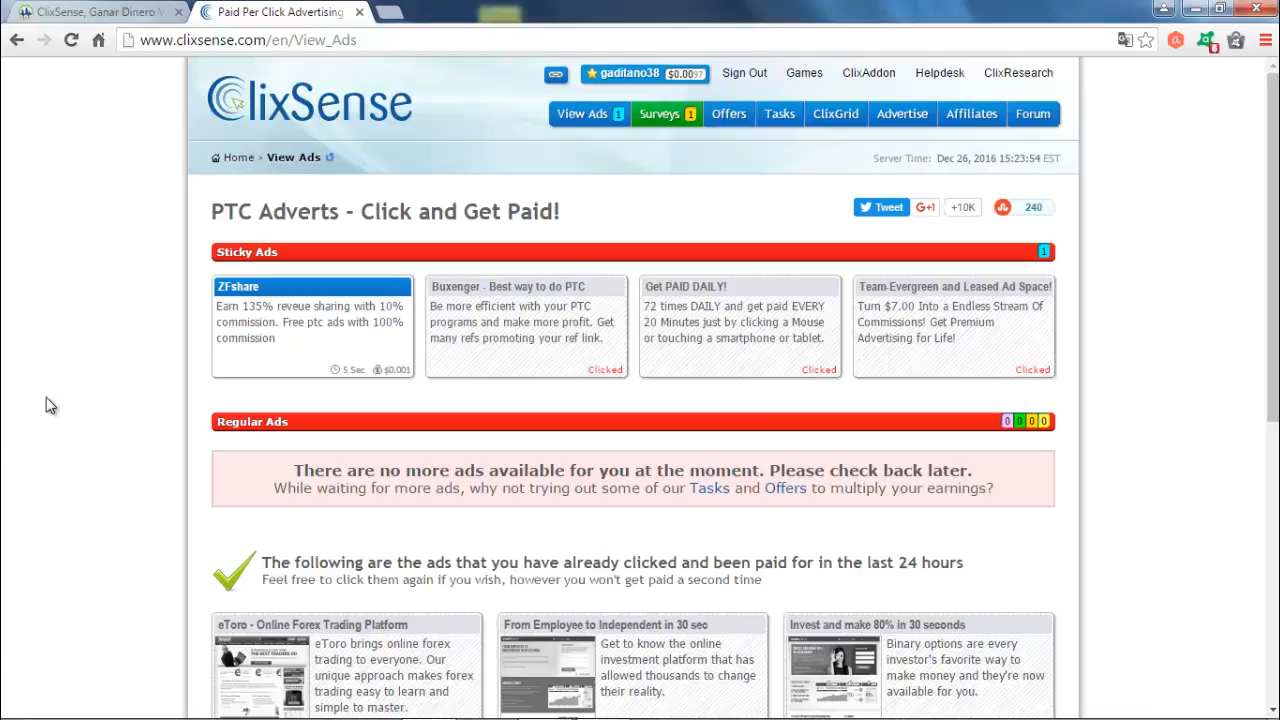 ClixSense, Ganar Dinero
Paid Per Click Advertising
www.clixsense.com/en/View_Ads
ClixSense
gaditano38 $0.0097 Sign Out Games ClixAddon Helpdesk ClixResearch
View Ads 1 Surveys 1 Offers Tasks ClixGrid Advertise Affiliates Forum
Home › View Ads
Server Time: Dec 26, 2016 15:23:54 EST
PTC Adverts - Click and Get Paid!
Tweet G+1 +10K 240
Sticky Ads 1
ZFshare
Earn 135% reveue sharing with 10%
commission. Free ptc ads with 100%
commission
5 Sec $0.001
Buxenger - Best way to do PTC
Be more efficient with your PTC
programs and make more profit. Get
many refs promoting your ref link.
Clicked
Get PAID DAILY!
72 times DAILY and get paid EVERY
20 Minutes just by clicking a Mouse
or touching a smartphone or tablet.
Clicked
Team-Evergreen and Leased Ad Space!
Turn $7.00 Into a Endless Stream Of
Commissions! Get Premium
Advertising for Life!
Clicked
Regular Ads 0 0 0 0
There are no more ads available for you at the moment. Please check back later.
While waiting for more ads, why not trying out some of our Tasks and Offers to multiply your earnings?
The following are the ads that you have already clicked and been paid for in the last 24 hours
Feel free to click them again if you wish, however you won't get paid a second time
eToro - Online Forex Trading Platform
eToro brings online forex
trading to everyone. Our
unique approach makes forex
trading easy to learn and
simple to master.
From Employee to Independent in 30 sec
Get to know the online
investment platform that has
allowed thousands to change
their reality.
Invest and make 80% in 30 seconds
Binary options are every
investor's favorite way to
make money and they're now
available for you.